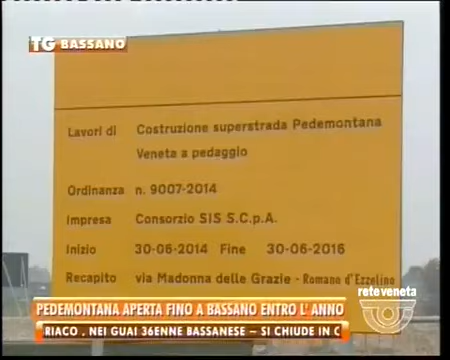 TG BASSANO
Lavori di Costruzione superstrada Pedemontana
Veneta a pedaggio
Ordinanza n. 9007-2014
Impresa Consorzio SIS S.C.p.A.
Inizio 30-06-2014 Fine 30-06-2016
Recapito via Madonna delle Grazie - Romano d'Ezzelino
reteveneta
PEDEMONTANA APERTA FINO A BASSANO ENTRO L'ANNO
RIACO , NEI GUAI 36ENNE BASSANESE – SI CHIUDE IN C